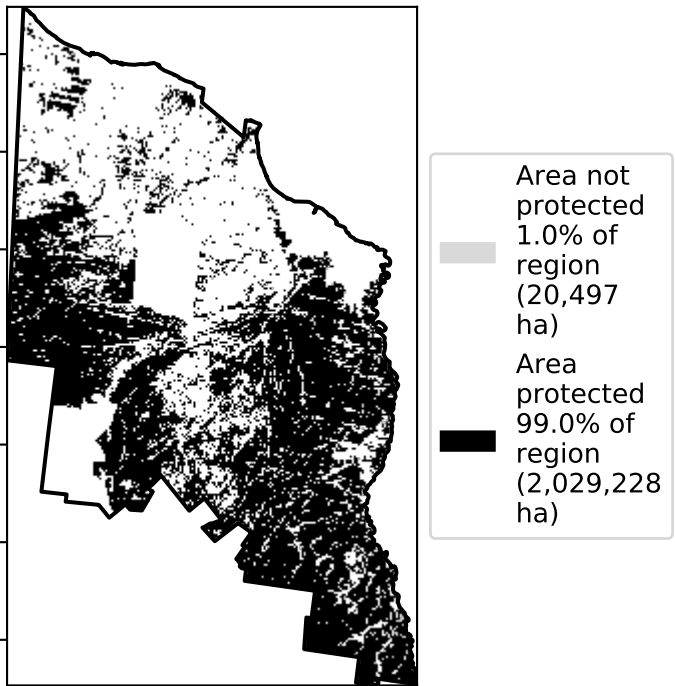 Area not
protected
1.0% of
region
(20,497
ha)
Area
protected
99.0% of
region
(2,029,228
ha)